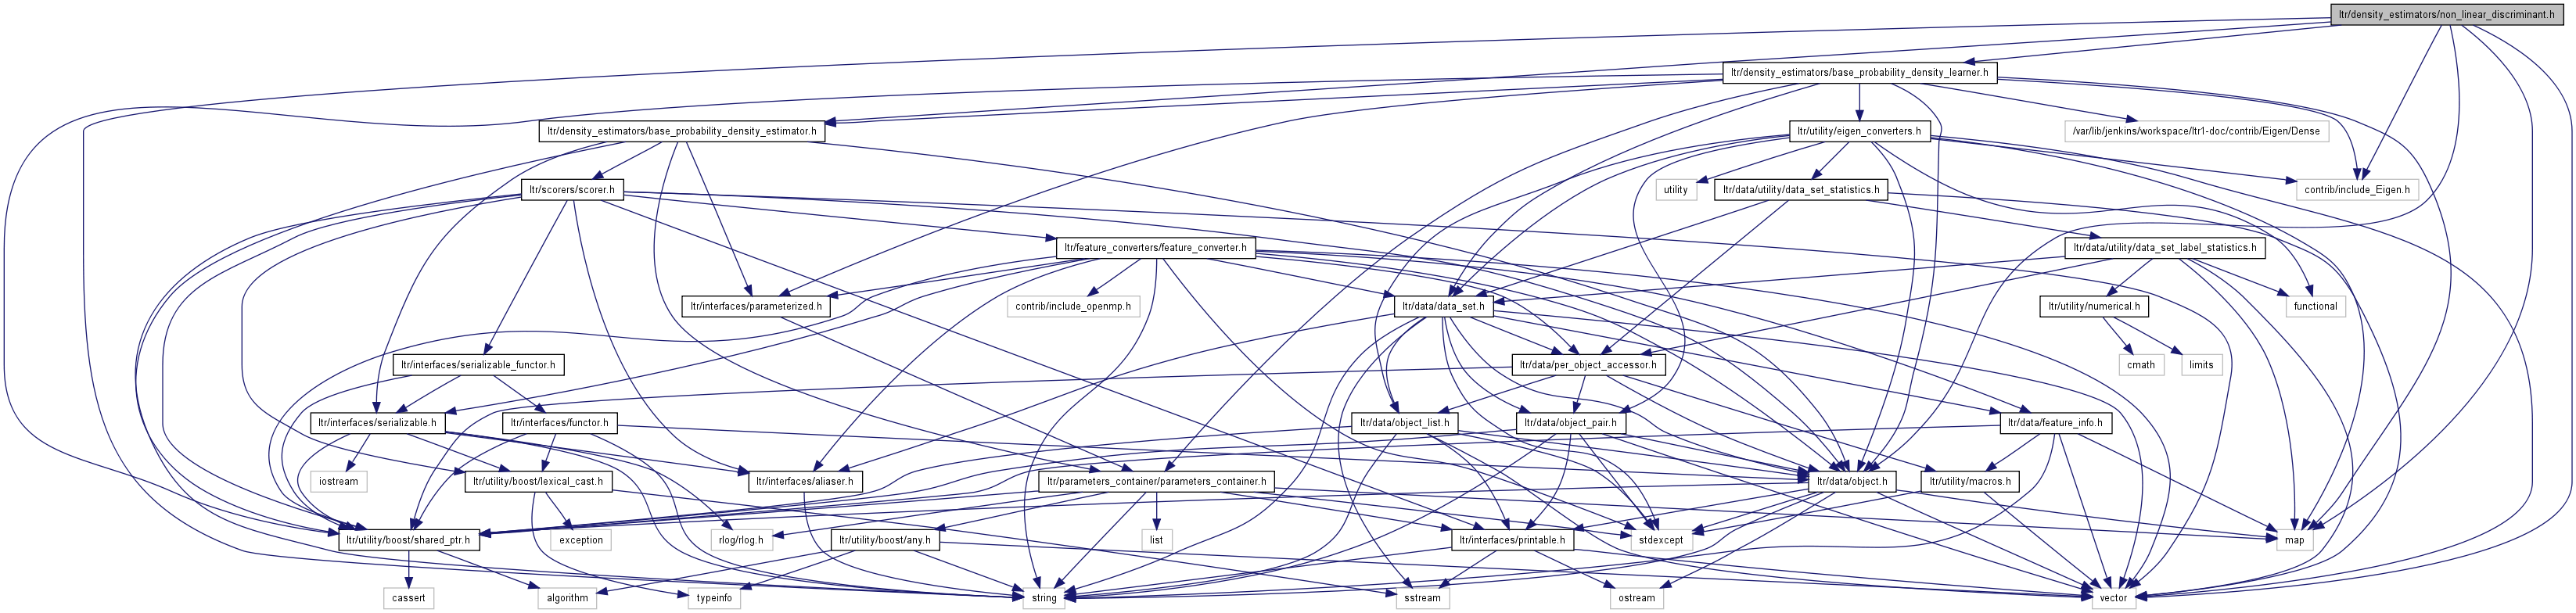 ltr/density_estimators/non_linear_discriminant.h
ltr/density_estimators/base_probability_density_learner.h
ltr/density_estimators/base_probability_density_estimator.h
ltr/utility/eigen_converters.h
/var/lib/jenkins/workspace/ltr1-doc/contrib/Eigen/Dense
ltr/scorers/scorer.h
utility
ltr/data/utility/data_set_statistics.h
contrib/include_Eigen.h
ltr/feature_converters/feature_converter.h
ltr/data/utility/data_set_label_statistics.h
ltr/interfaces/parameterized.h
contrib/include_openmp.h
ltr/data/data_set.h
ltr/utility/numerical.h
functional
ltr/interfaces/serializable_functor.h
ltr/data/per_object_accessor.h
cmath
limits
ltr/interfaces/serializable.h
ltr/interfaces/functor.h
ltr/data/object_list.h
ltr/data/object_pair.h
ltr/data/feature_info.h
iostream
ltr/utility/boost/lexical_cast.h
ltr/interfaces/aliaser.h
ltr/parameters_container/parameters_container.h
ltr/data/object.h
ltr/utility/macros.h
ltr/utility/boost/shared_ptr.h
exception
rlog/rlog.h
ltr/utility/boost/any.h
list
ltr/interfaces/printable.h
stdexcept
map
cassert
algorithm
typeinfo
string
sstream
ostream
vector